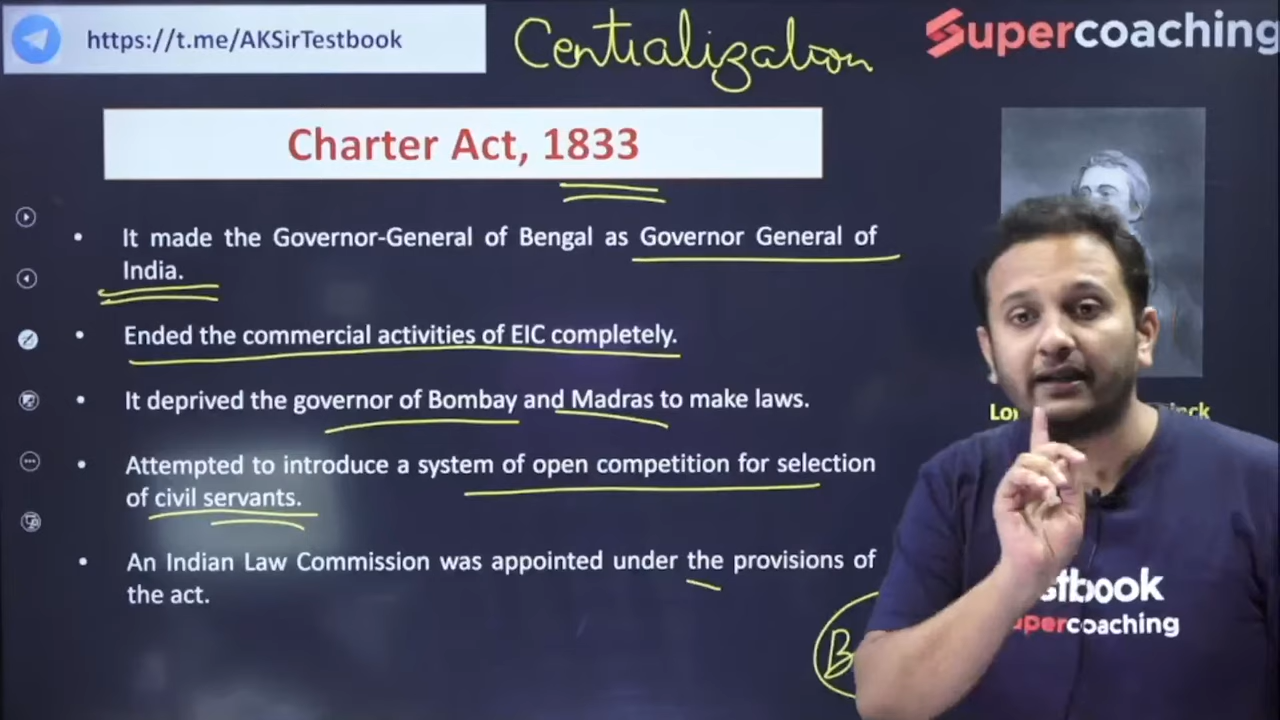 https://t.me/AKSirTestbook
Centralization
Supercoaching
Charter Act, 1833
• It made the Governor-General of Bengal as Governor General of
India.
• Ended the commercial activities of EIC completely.
• It deprived the governor of Bombay and Madras to make laws.
• Attempted to introduce a system of open competition for selection
of civil servants.
• An Indian Law Commission was appointed under the provisions of
the act.
B
stbook
upercoaching